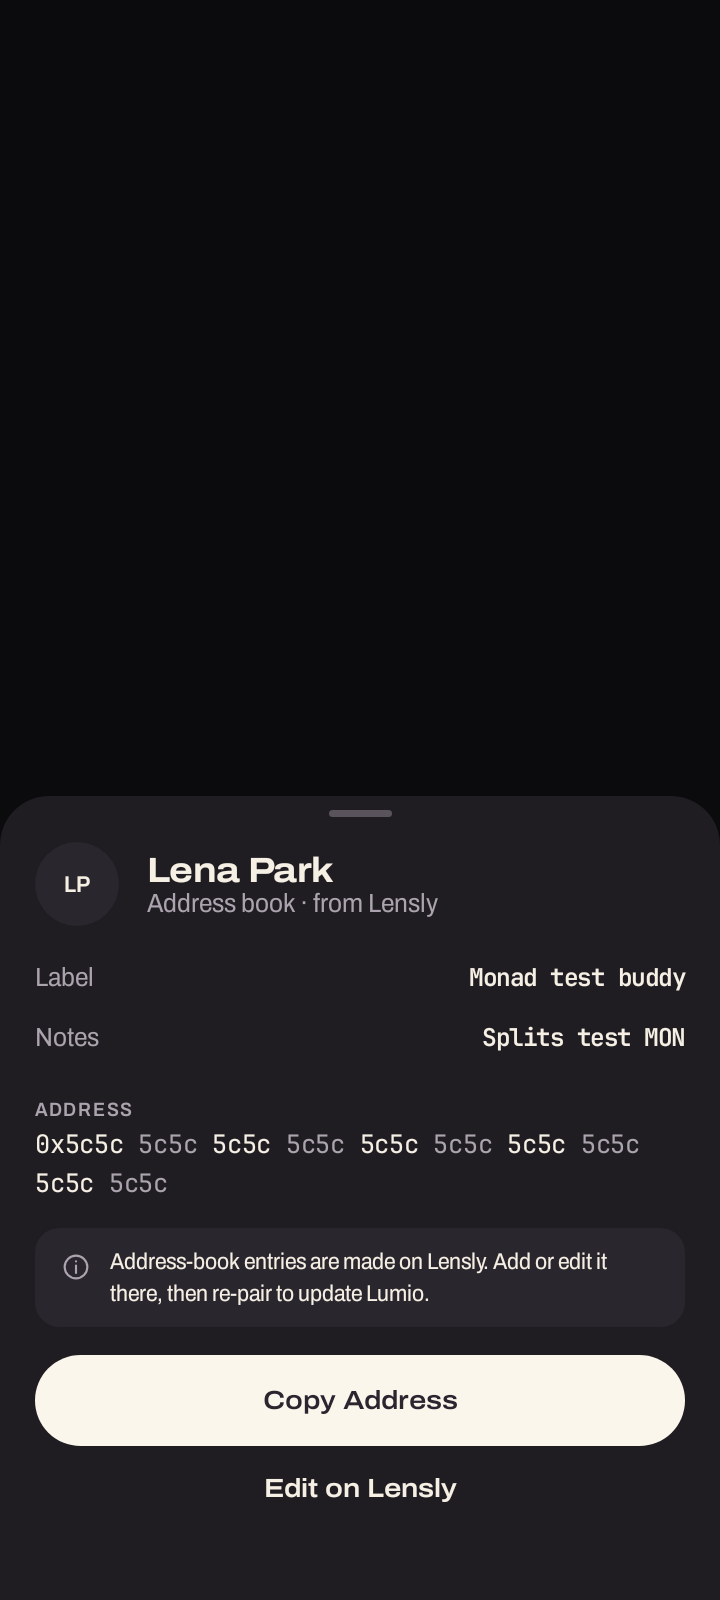 LP
Lena Park
Address book · from Lensly
Label Monad test buddy
Notes Splits test MON
ADDRESS
0x5c5c 5c5c 5c5c 5c5c 5c5c 5c5c 5c5c 5c5c
5c5c 5c5c
Address-book entries are made on Lensly. Add or edit it
there, then re-pair to update Lumio.
Copy Address
Edit on Lensly